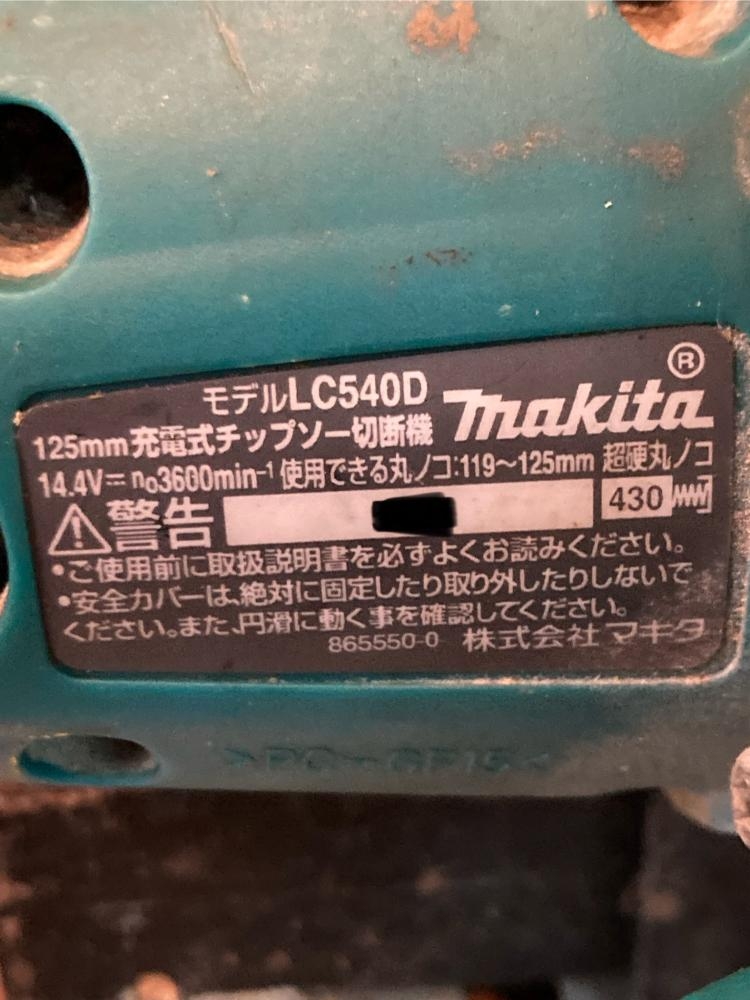 モデルLC540D
makita®
125mm充電式チップソー切断機
14.4V⎓ n₀3600min⁻¹ 使用できる丸ノコ:119～125mm 超硬丸ノコ
警告
430
•ご使用前に取扱説明書を必ずよくお読みください。
•安全カバーは、絶対に固定したり取り外したりしないで
ください。また、円滑に動く事を確認してください。
865550-0 株式会社マキタ
>PC-GF15<